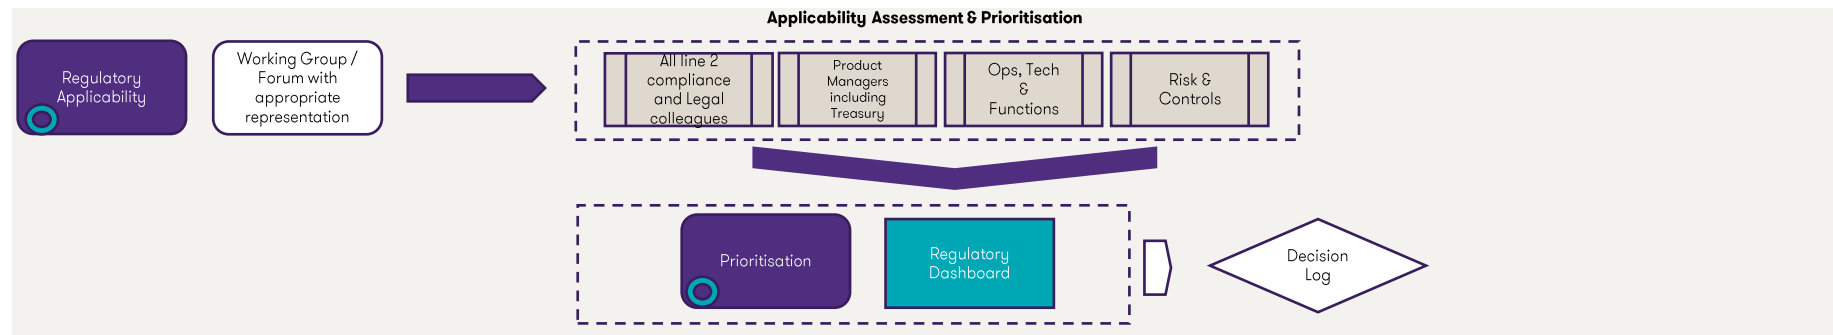 Applicability Assessment & Prioritisation
Regulatory
Applicability
Working Group /
Forum with
appropriate
representation
All line 2
compliance
and Legal
colleagues
Product
Managers
including
Treasury
Ops, Tech
&
Functions
Risk &
Controls
Prioritisation
Regulatory
Dashboard
Decision
Log